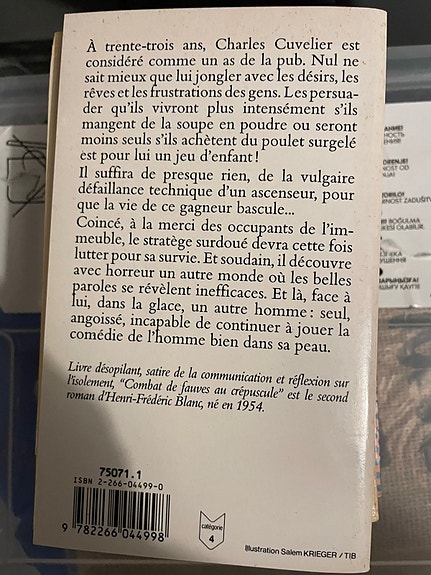 À trente-trois ans, Charles Cuvelier est
considéré comme un as de la pub. Nul ne
sait mieux que lui jongler avec les désirs, les
rêves et les frustrations des gens. Les persua-
der qu'ils vivront plus intensément s'ils
mangent de la soupe en poudre ou seront
moins seuls s'ils achètent du poulet surgelé
est pour lui un jeu d'enfant !
Il suffira de presque rien, de la vulgaire
défaillance technique d'un ascenseur, pour
que la vie de ce gagneur bascule...
Coincé, à la merci des occupants de l'im-
meuble, le stratège surdoué devra cette fois
lutter pour sa survie. Et soudain, il découvre
avec horreur un autre monde où les belles
paroles se révèlent inefficaces. Et là, face à
lui, dans la glace, un autre homme : seul,
angoissé, incapable de continuer à jouer la
comédie de l'homme bien dans sa peau.
Livre désopilant, satire de la communication et réflexion sur
l'isolement, "Combat de fauves au crépuscule" est le second
roman d'Henri-Frédéric Blanc, né en 1954.
75071.1
ISBN 2-266-04499-0
9 782266 044998
catégorie
4
Illustration Salem KRIEGER / TIB